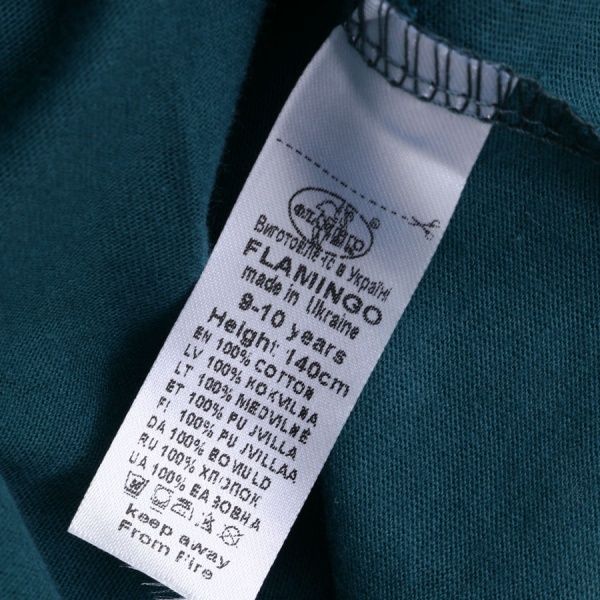 Виготовлено в Україні
FLAMINGO
made in Ukraine
9-10 years
Height: 140cm
EN 100% COTTON
LV 100% KOKVILNA
LT 100% MEDVILNĖ
ET 100% PUUVILLA
FI 100% PUUVILLAA
DA 100% BOMULD
RU 100% ХЛОПОК
UA 100% БАВОВНА
keep away
From Fire